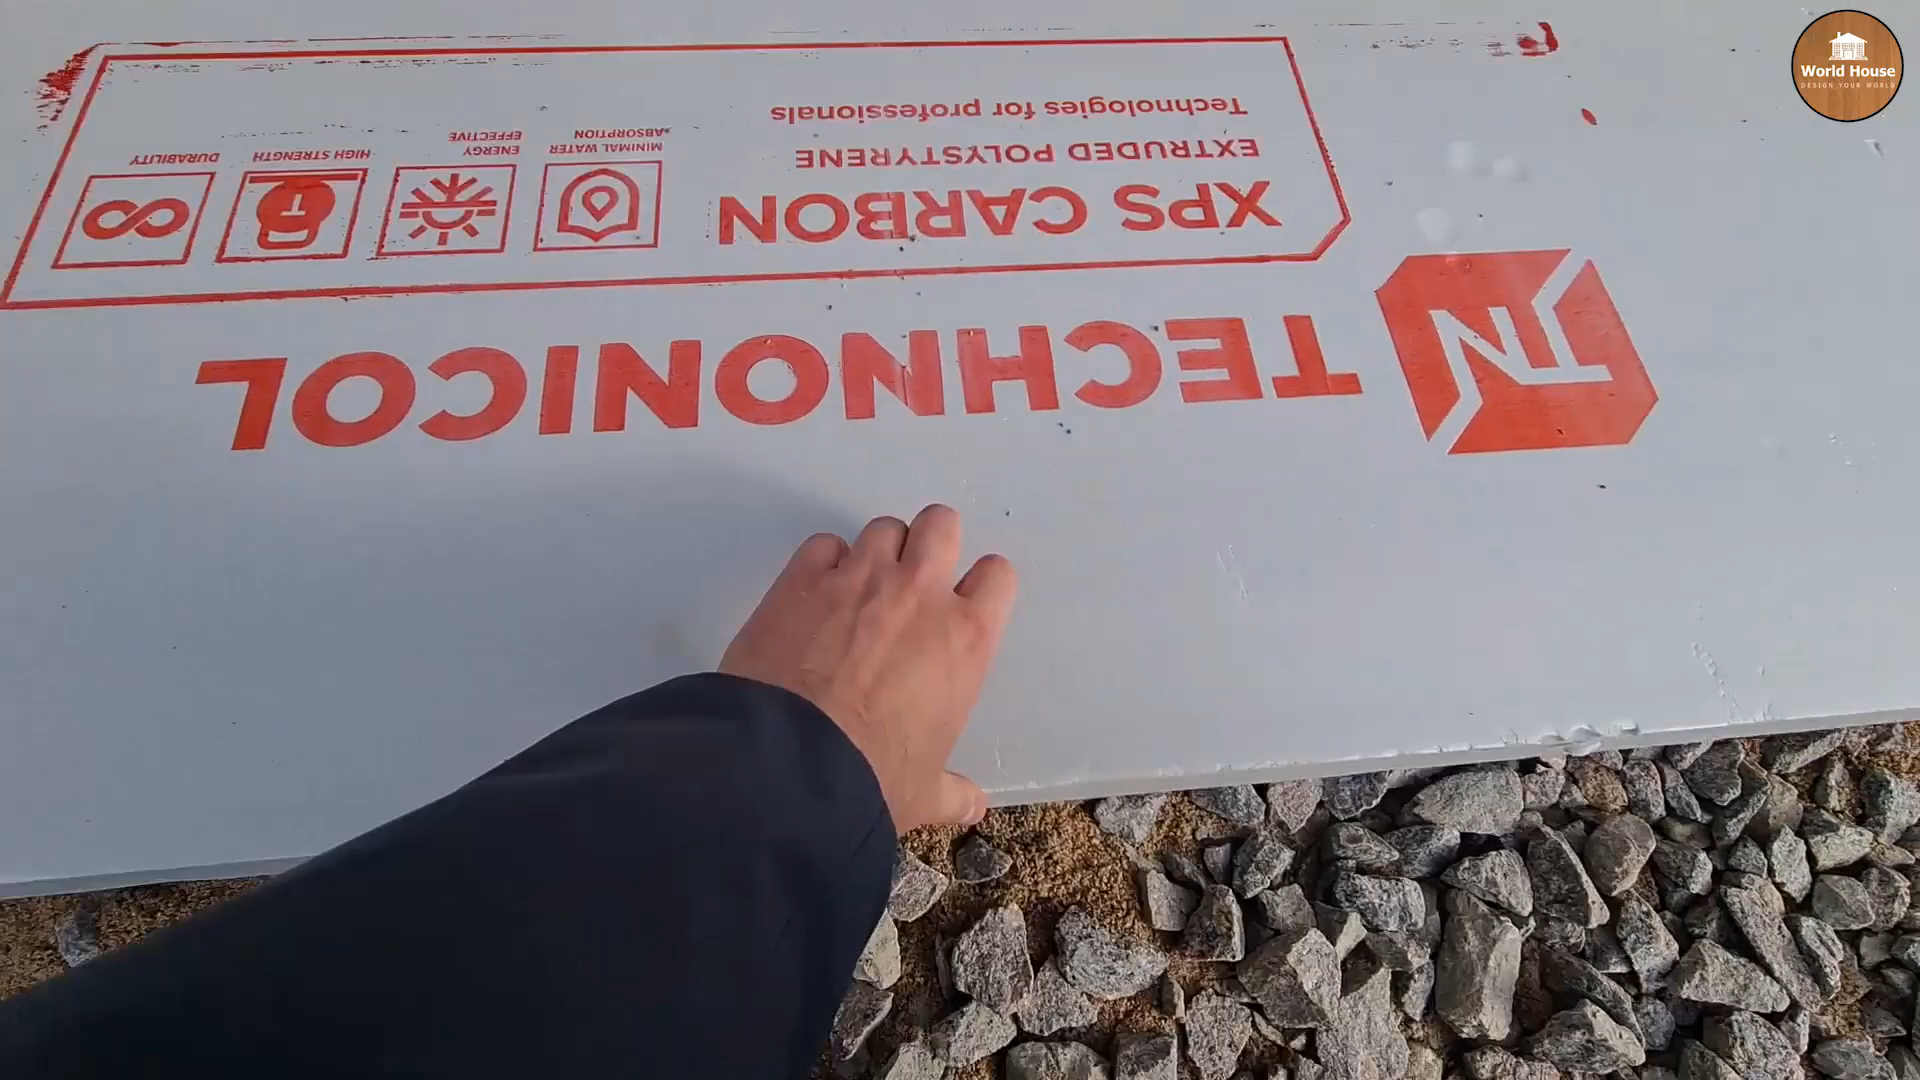 TN TECHNONICOL
XPS CARBON
EXTRUDED POLYSTYRENE
Technologies for professionals
MINIMAL WATER
ABSORPTION
ENERGY
EFFECTIVE
HIGH STRENGTH
DURABILITY
World House
DESIGN YOUR WORLD